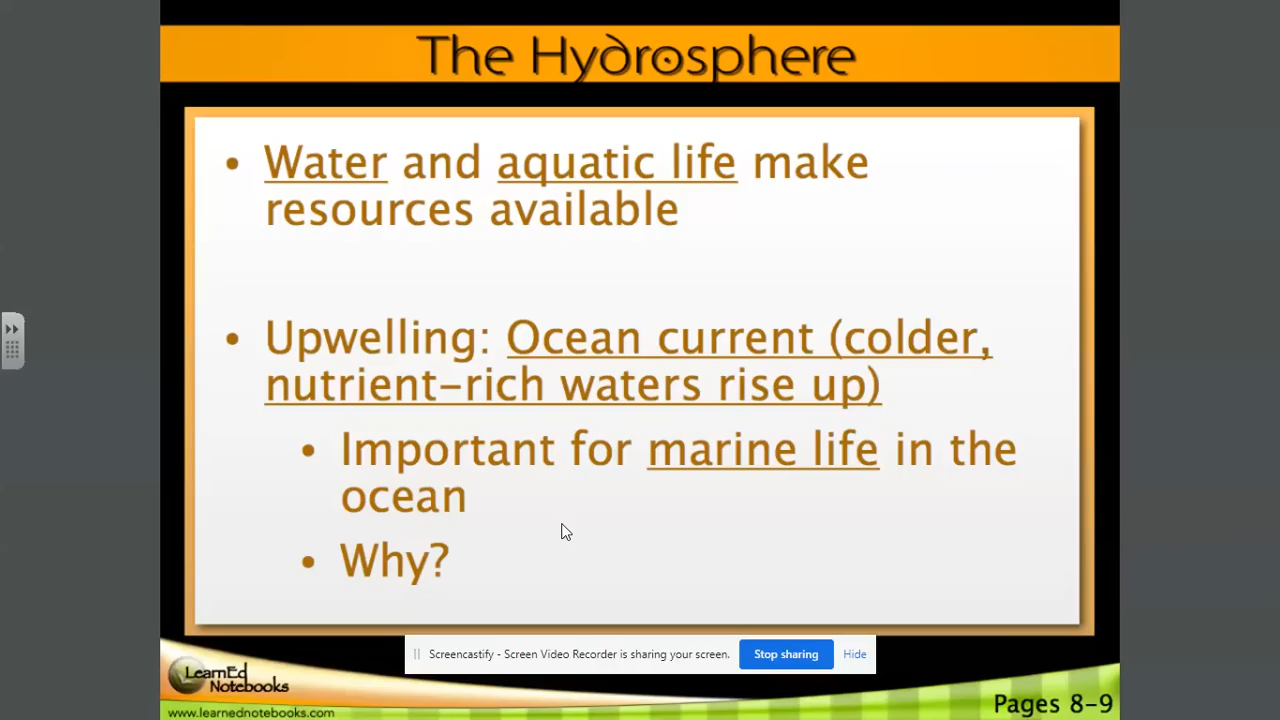 The Hydrosphere
• Water and aquatic life make
resources available
• Upwelling: Ocean current (colder,
nutrient-rich waters rise up)
• Important for marine life in the
ocean
• Why?
Screencastify - Screen Video Recorder is sharing your screen. Stop sharing Hide
LearnEd
Notebooks
www.learnednotebooks.com
Pages 8-9